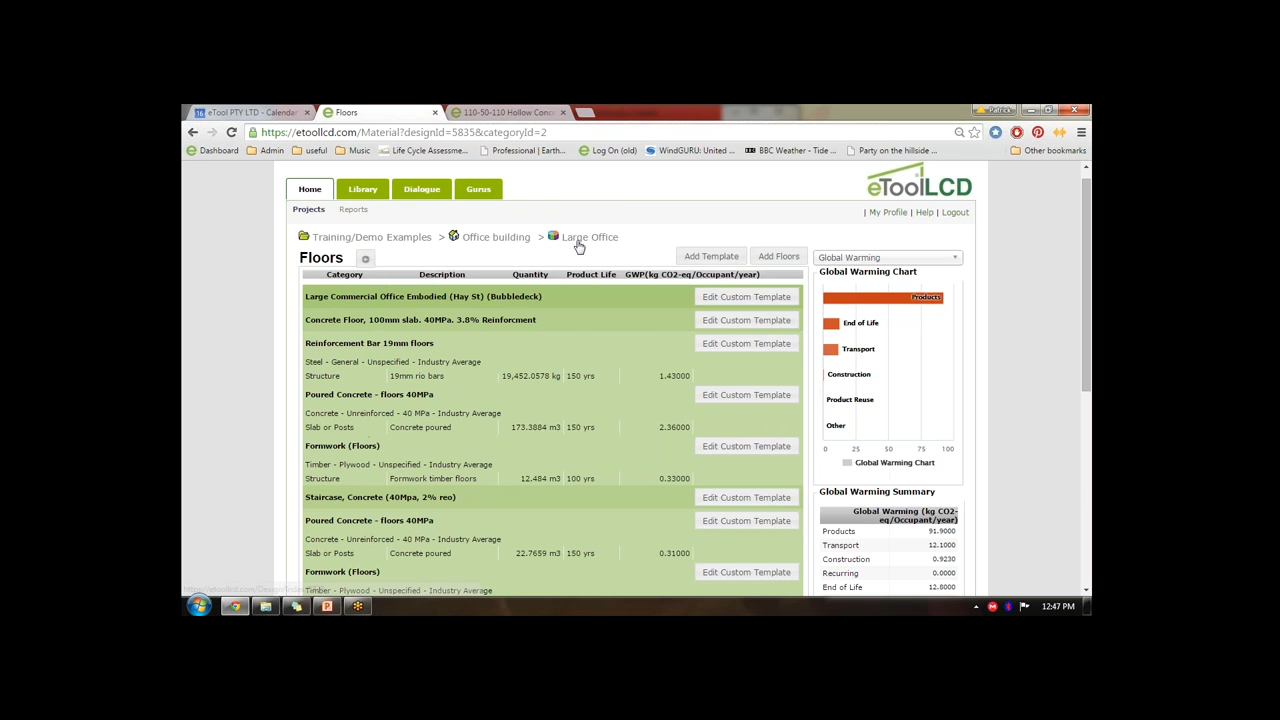 eTool PTY LTD - Calendar
Floors
110-50-110 Hollow Conc
Patrick
https://etoollcd.com/Material?designId=5835&categoryId=2
Dashboard
Admin
useful
Music
Life Cycle Assessme...
Professional | Earth...
Log On (old)
WindGURU: United ...
BBC Weather - Tide ...
Party on the hillside ...
Other bookmarks
eToolLCD
Home
Library
Dialogue
Gurus
Projects
Reports
| My Profile | Help | Logout
Training/Demo Examples > Office building > Large Office
Floors
Add Template
Add Floors
Global Warming
Category Description Quantity Product Life GWP(kg CO2-eq/Occupant/year)
Large Commercial Office Embodied (Hay St) (Bubbledeck) Edit Custom Template
Concrete Floor, 100mm slab. 40MPa. 3.8% Reinforcment Edit Custom Template
Reinforcement Bar 19mm floors Edit Custom Template
Steel - General - Unspecified - Industry Average
Structure 19mm rio bars 19,452.0578 kg 150 yrs 1.43000
Poured Concrete - floors 40MPa Edit Custom Template
Concrete - Unreinforced - 40 MPa - Industry Average
Slab or Posts Concrete poured 173.3884 m3 150 yrs 2.36000
Formwork (Floors) Edit Custom Template
Timber - Plywood - Unspecified - Industry Average
Structure Formwork timber floors 12.484 m3 100 yrs 0.33000
Staircase, Concrete (40Mpa, 2% reo) Edit Custom Template
Poured Concrete - floors 40MPa Edit Custom Template
Concrete - Unreinforced - 40 MPa - Industry Average
Slab or Posts Concrete poured 22.7659 m3 150 yrs 0.31000
Formwork (Floors) Edit Custom Template
Timber - Plywood - Unspecified - Industry Average
Global Warming Chart
Products
End of Life
Transport
Construction
Product Reuse
Other
0 25 50 75 100
Global Warming Chart
Global Warming Summary
Global Warming (kg CO2-
eq/Occupant/year)
Products 91.9000
Transport 12.1000
Construction 0.9230
Recurring 0.0000
End of Life 12.8000
12:47 PM